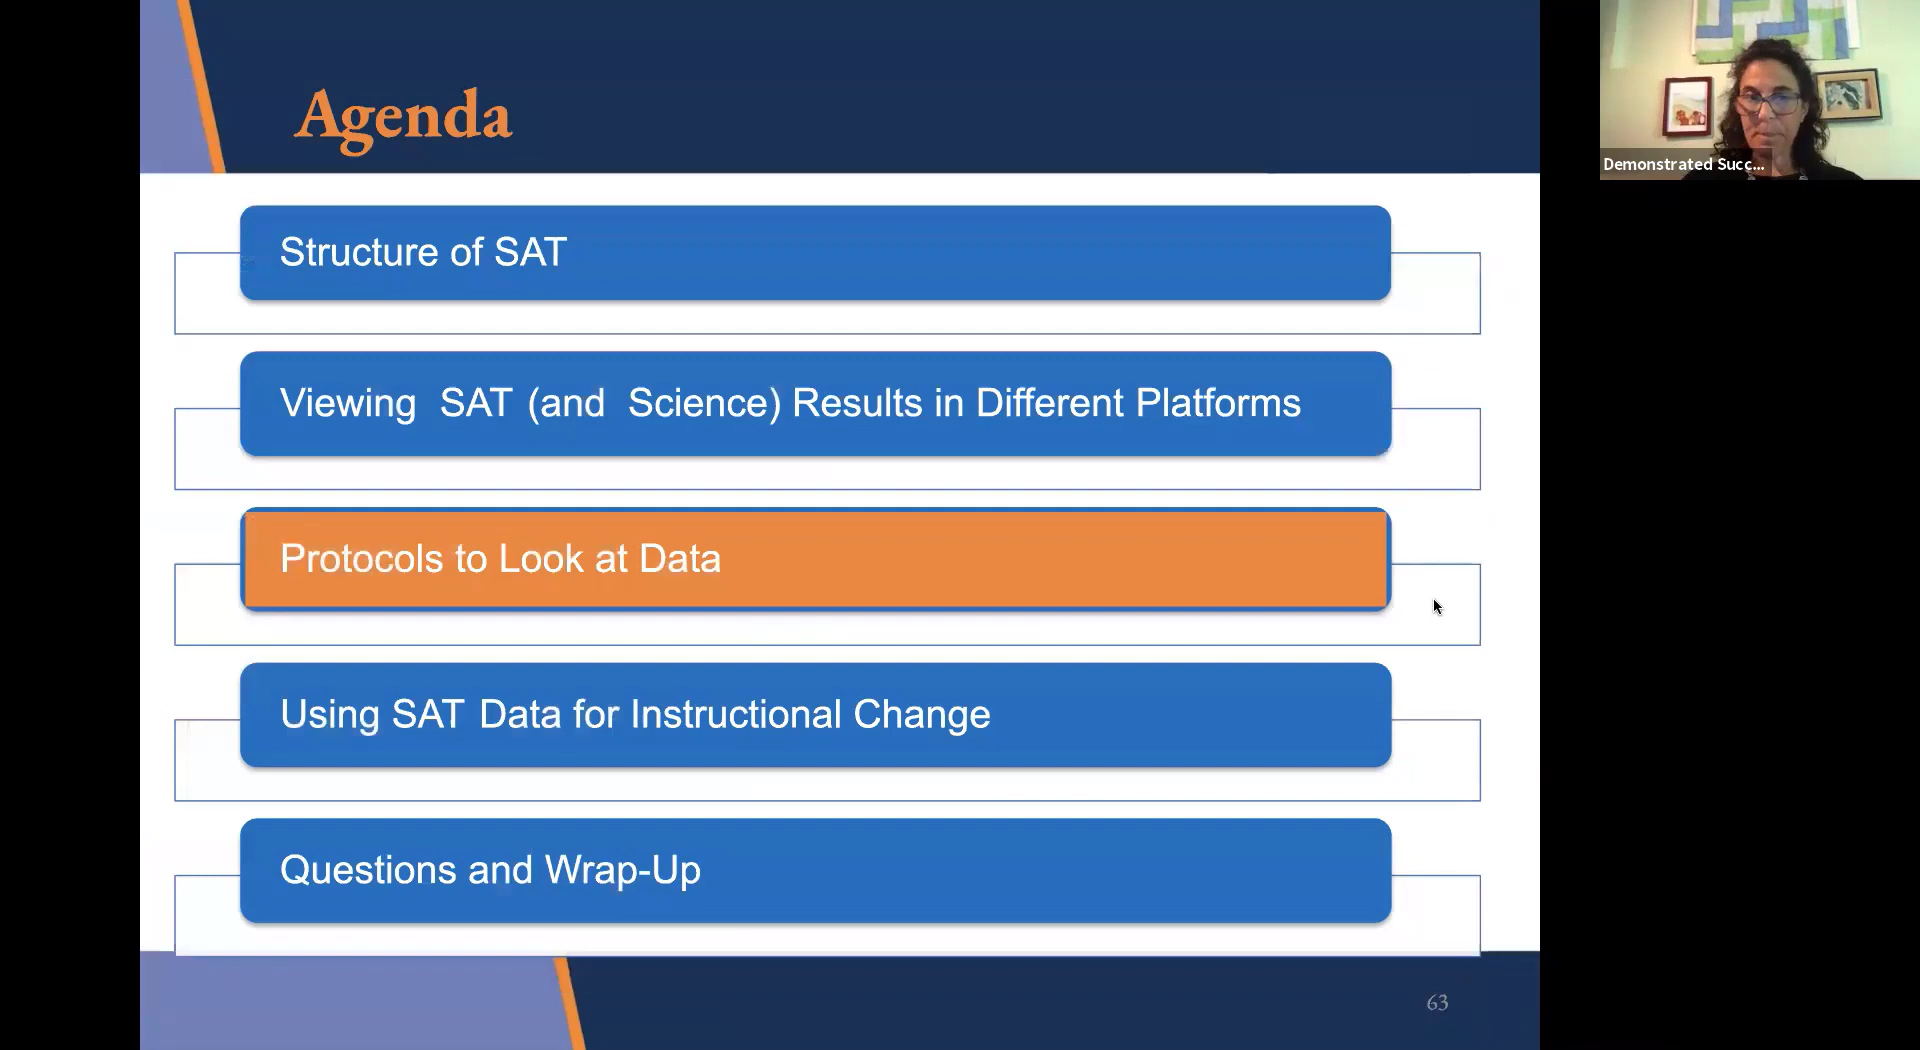 Agenda
Demonstrated Succ...
Structure of SAT
Viewing  SAT (and  Science) Results in Different Platforms
Protocols to Look at Data
Using SAT Data for Instructional Change
Questions and Wrap-Up
63